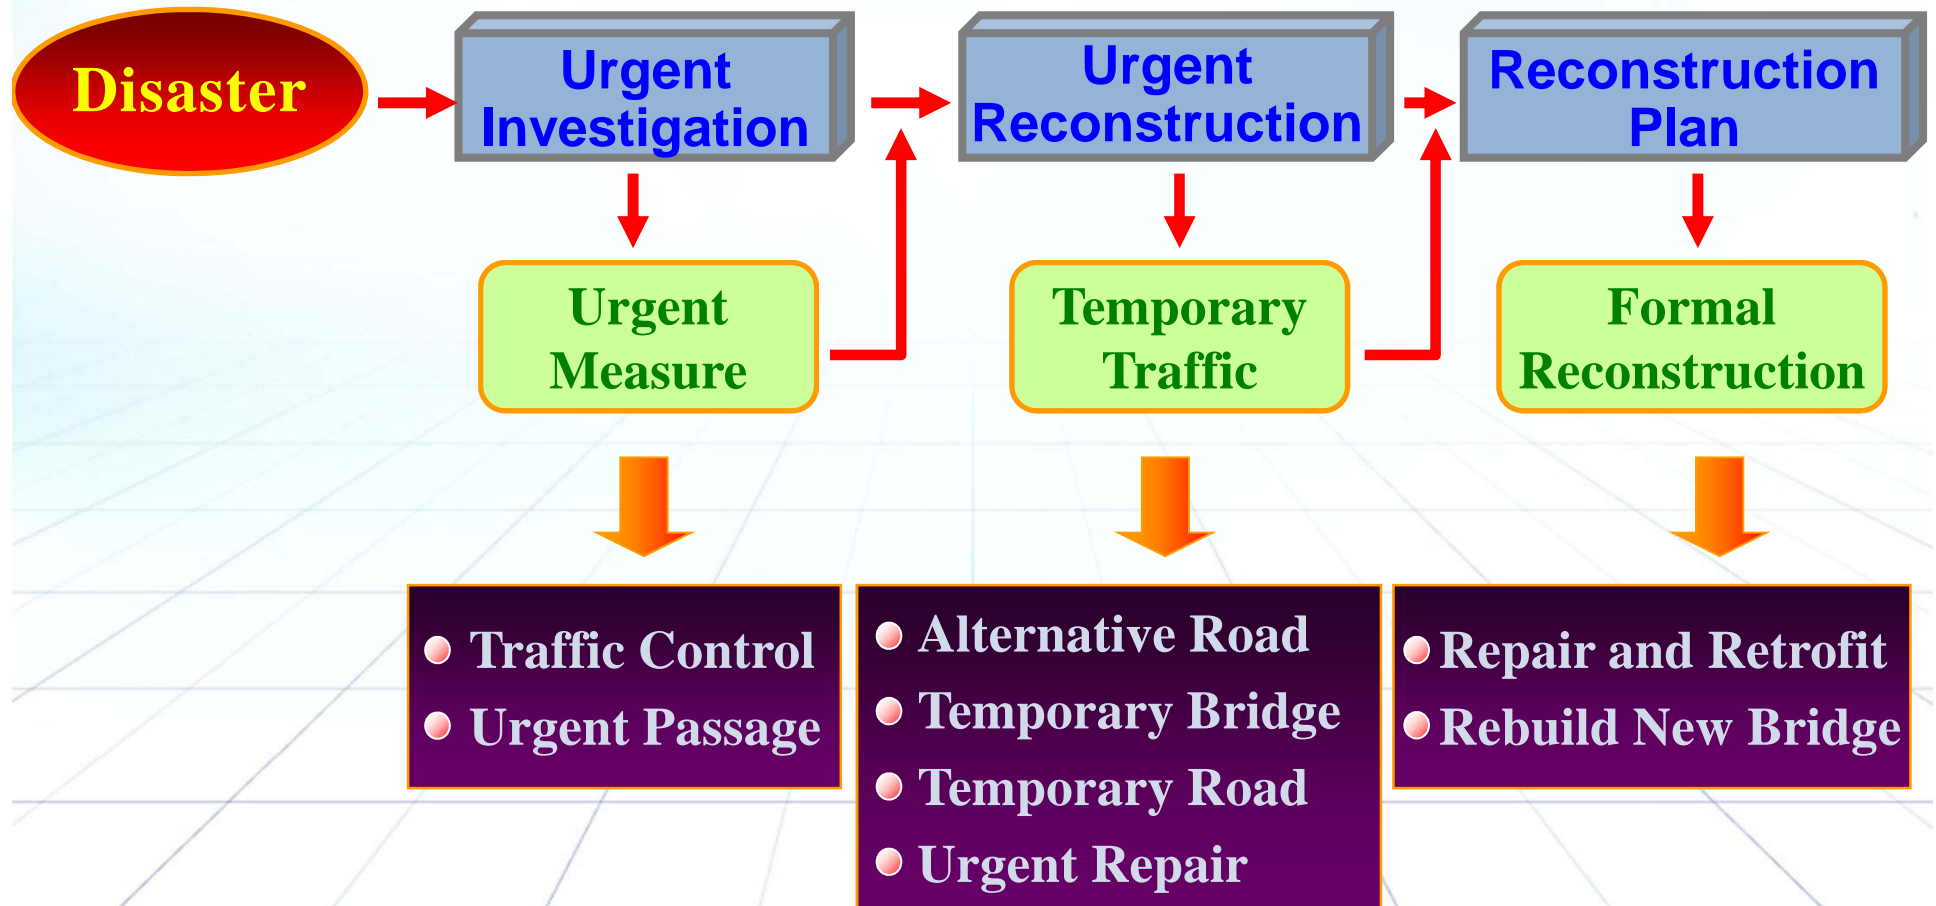 Disaster
Urgent
Investigation
Urgent
Reconstruction
Reconstruction
Plan
Urgent
Measure
Temporary
Traffic
Formal
Reconstruction
Traffic Control
Urgent Passage
Alternative Road
Temporary Bridge
Temporary Road
Urgent Repair
Repair and Retrofit
Rebuild New Bridge